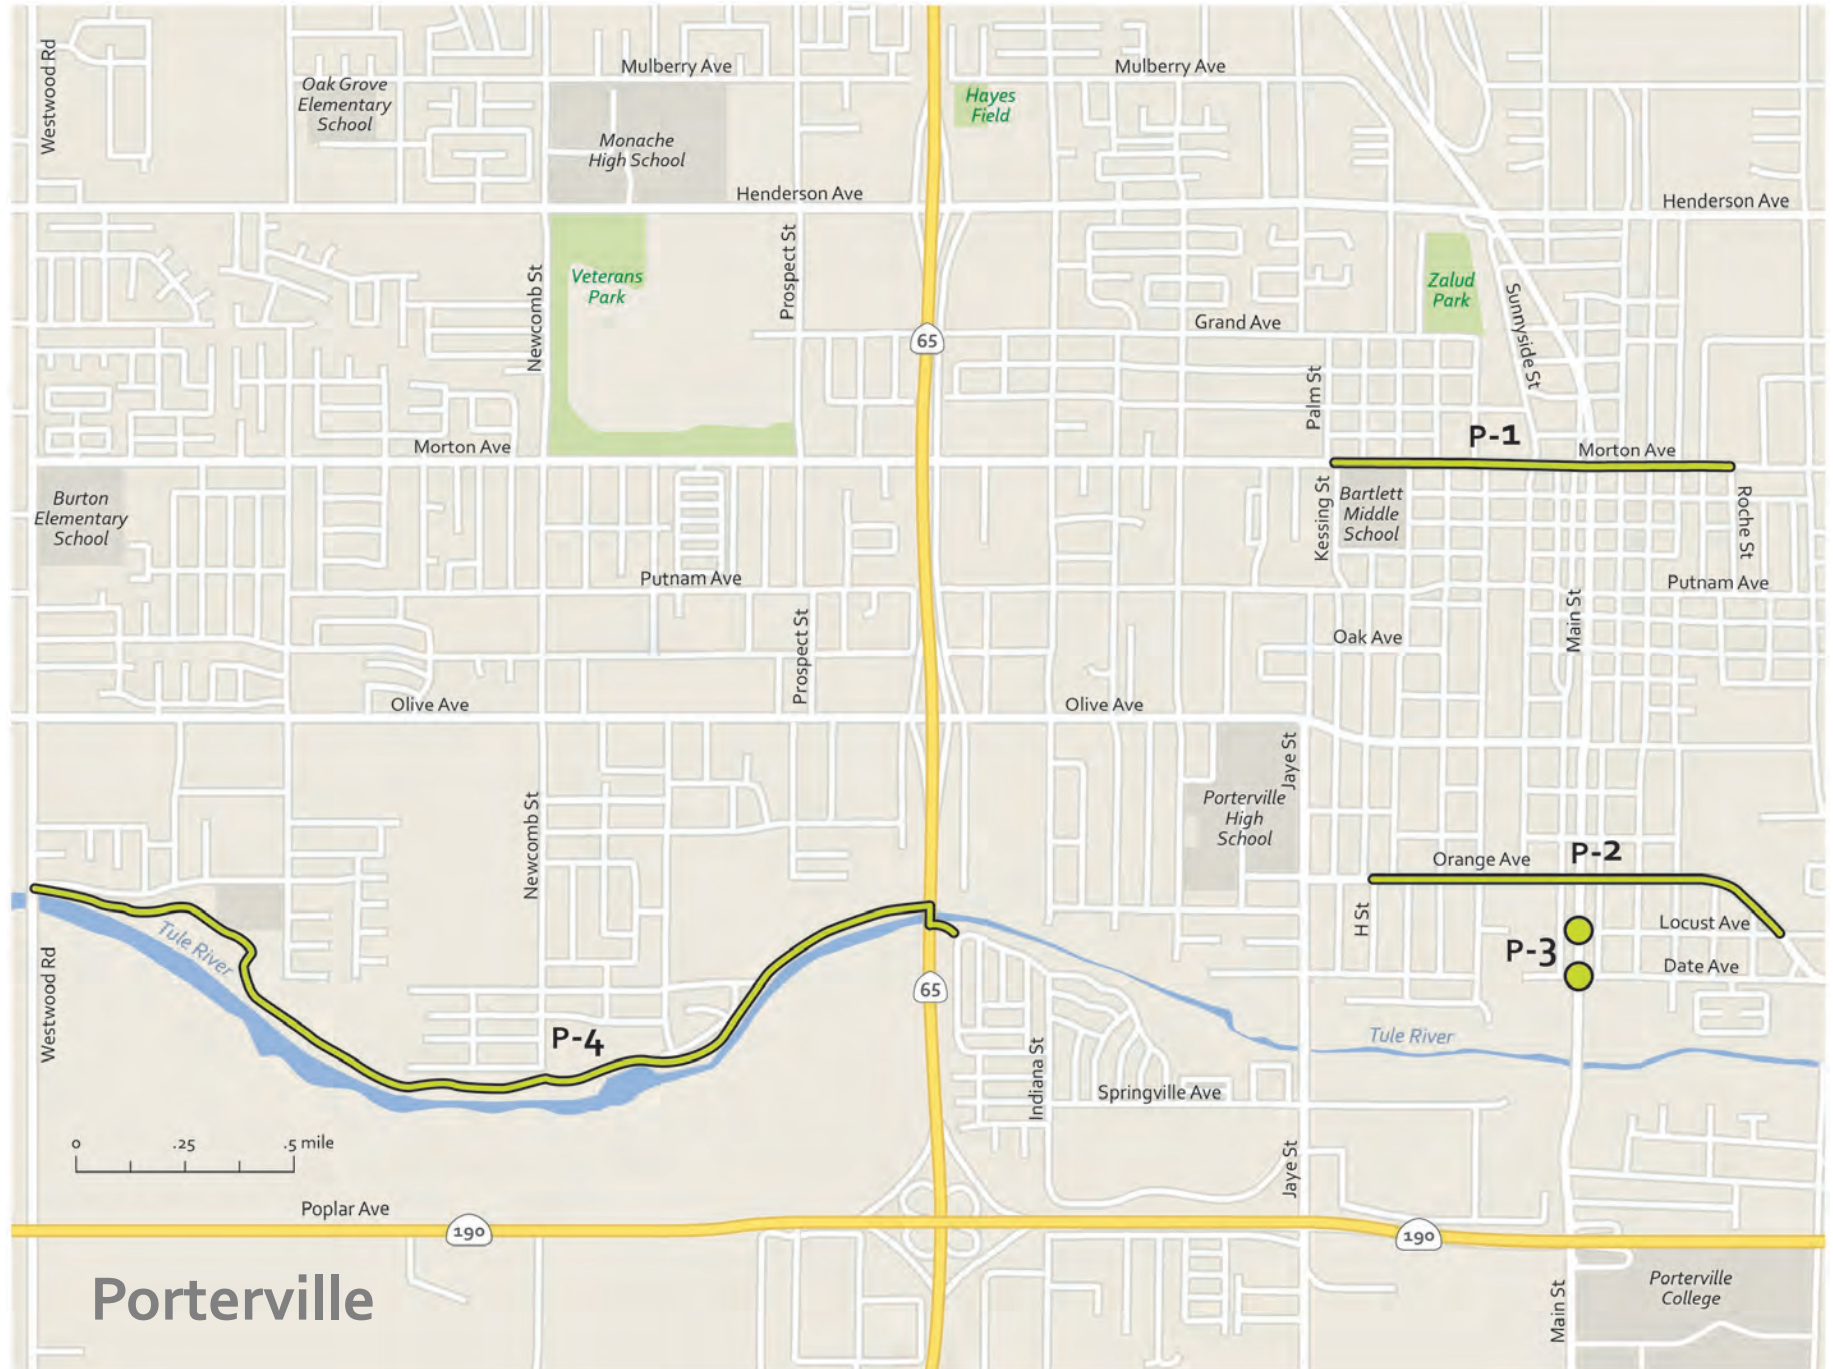 Westwood Rd
Mulberry Ave
Mulberry Ave
Oak Grove
Elementary
School
Hayes
Field
Monache
High School
Henderson Ave
Henderson Ave
Newcomb St
Veterans
Park
Prospect St
Zalud
Park
Sunnyside St
Grand Ave
65
Palm St
P-1
Morton Ave
Morton Ave
Burton
Elementary
School
Kessing St
Bartlett
Middle
School
Roche St
Putnam Ave
Putnam Ave
Main St
Prospect St
Oak Ave
Olive Ave
Olive Ave
Jaye St
Newcomb St
Porterville
High
School
Orange Ave
P-2
H St
Locust Ave
Tule River
P-3
Date Ave
Westwood Rd
65
P-4
Indiana St
Tule River
Springville Ave
0 .25 .5 mile
Jaye St
Poplar Ave
190
190
Porterville
Main St
Porterville
College